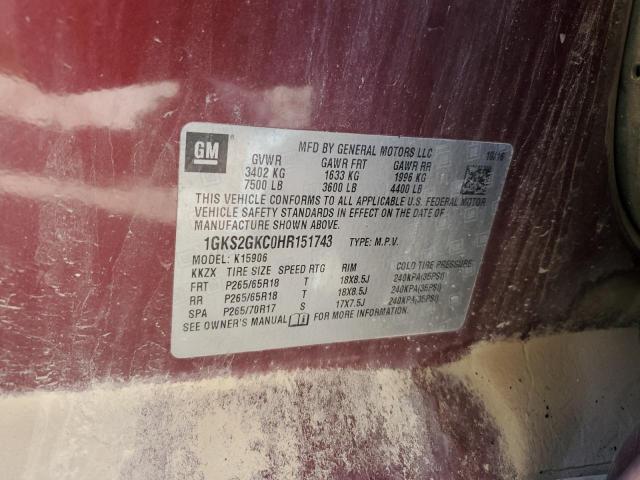 GM
MFD BY GENERAL MOTORS LLC 10/16
GVWR GAWR FRT GAWR RR
3402 KG 1633 KG 1996 KG
7500 LB 3600 LB 4400 LB
THIS VEHICLE CONFORMS TO ALL APPLICABLE U.S. FEDERAL MOTOR
VEHICLE SAFETY STANDARDS IN EFFECT ON THE DATE OF
MANUFACTURE SHOWN ABOVE.
1GKS2GKC0HR151743 TYPE: M.P.V.
MODEL: K15906
KKZX TIRE SIZE SPEED RTG RIM COLD TIRE PRESSURE
FRT P265/65R18 T 18X8.5J 240KPA(35PSI)
RR P265/65R18 T 18X8.5J 240KPA(35PSI)
SPA P265/70R17 S 17X7.5J 240KPA(35PSI)
SEE OWNER'S MANUAL FOR MORE INFORMATION.